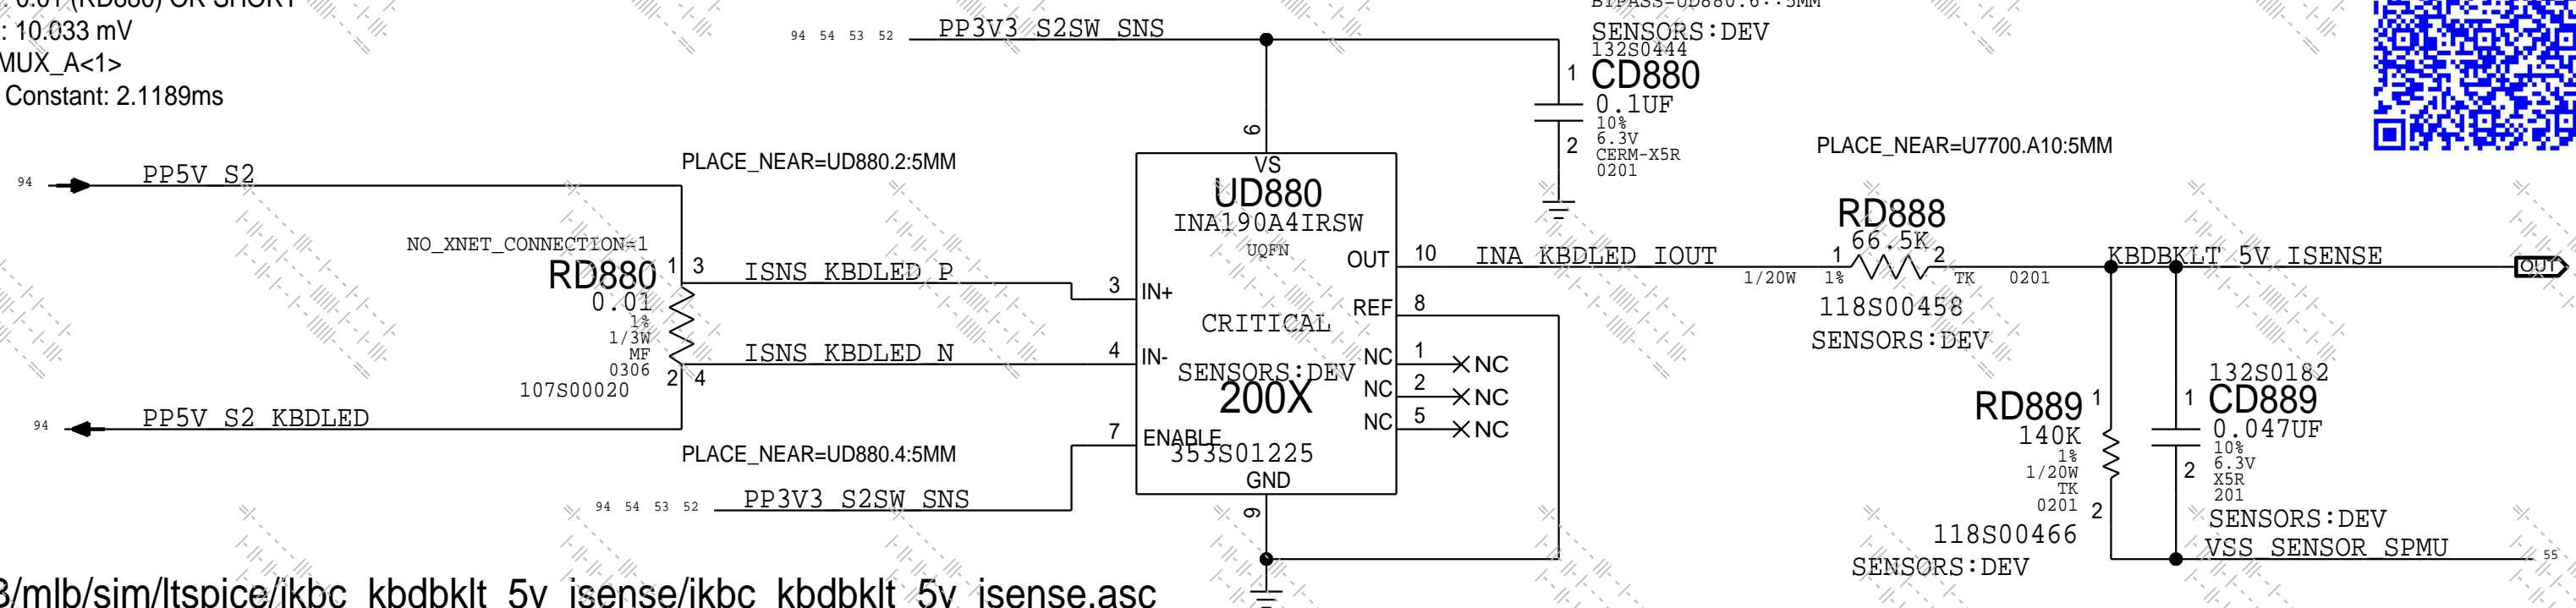 : 0.01 (RD880) OR SHORT
: 10.033 mV
MUX_A<1>
Constant: 2.1189ms
94 54 53 52 PP3V3_S2SW_SNS
BYPASS=UD880.6::5MM
SENSORS:DEV
132S0444
1 CD880
0.1UF
10%
6.3V
2 CERM-X5R
0201
PLACE_NEAR=U7700.A10:5MM
94 PP5V_S2
PLACE_NEAR=UD880.2:5MM
6
VS
UD880
INA190A4IRSW
UQFN
NO_XNET_CONNECTION=1
RD880
1 3
0.01
1%
1/3W
MF
0306
107S00020
2 4
ISNS_KBDLED_P
3 IN+
ISNS_KBDLED_N
4 IN-
CRITICAL
SENSORS:DEV
200X
OUT 10 INA_KBDLED_IOUT
REF 8
NC 1 NC
NC 2 NC
NC 5 NC
RD888
66.5K
1 2
1/20W 1% TK 0201
118S00458
SENSORS:DEV
KBDBKLT_5V_ISENSE
OUT
94 PP5V_S2_KBDLED
PLACE_NEAR=UD880.4:5MM
7 ENABLE
353S01225
GND
9
94 54 53 52 PP3V3_S2SW_SNS
RD889 1
140K
1%
1/20W
TK
0201 2
118S00466
SENSORS:DEV
132S0182
1 CD889
0.047UF
10%
6.3V
2 X5R
201
SENSORS:DEV
VSS_SENSOR_SPMU 55
3/mlb/sim/ltspice/ikbc_kbdbklt_5v_isense/ikbc_kbdbklt_5v_isense.asc